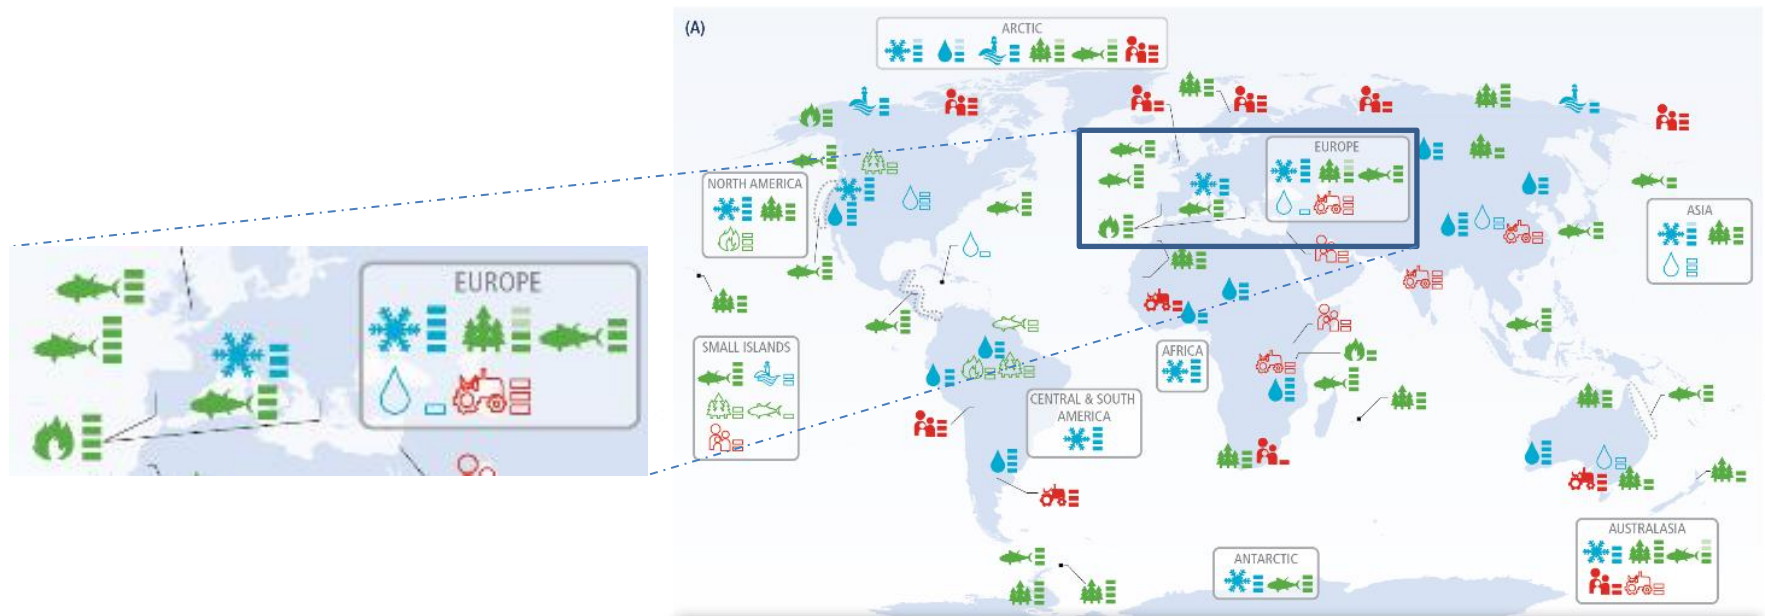 (A)
ARCTIC
EUROPE
NORTH AMERICA
ASIA
SMALL ISLANDS
AFRICA
CENTRAL & SOUTH
AMERICA
ANTARCTIC
AUSTRALASIA
EUROPE